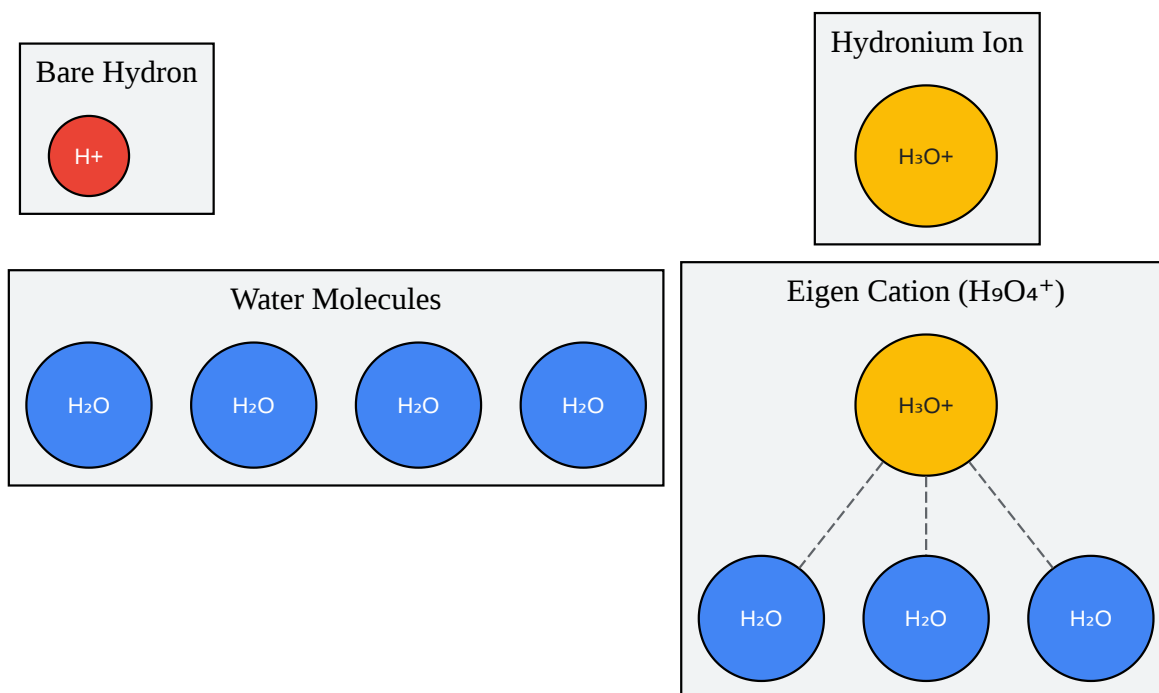 Bare Hydron
H+
Hydronium Ion
H₃O+
Water Molecules
H₂O
H₂O
H₂O
H₂O
Eigen Cation (H₉O₄⁺)
H₃O+
H₂O
H₂O
H₂O